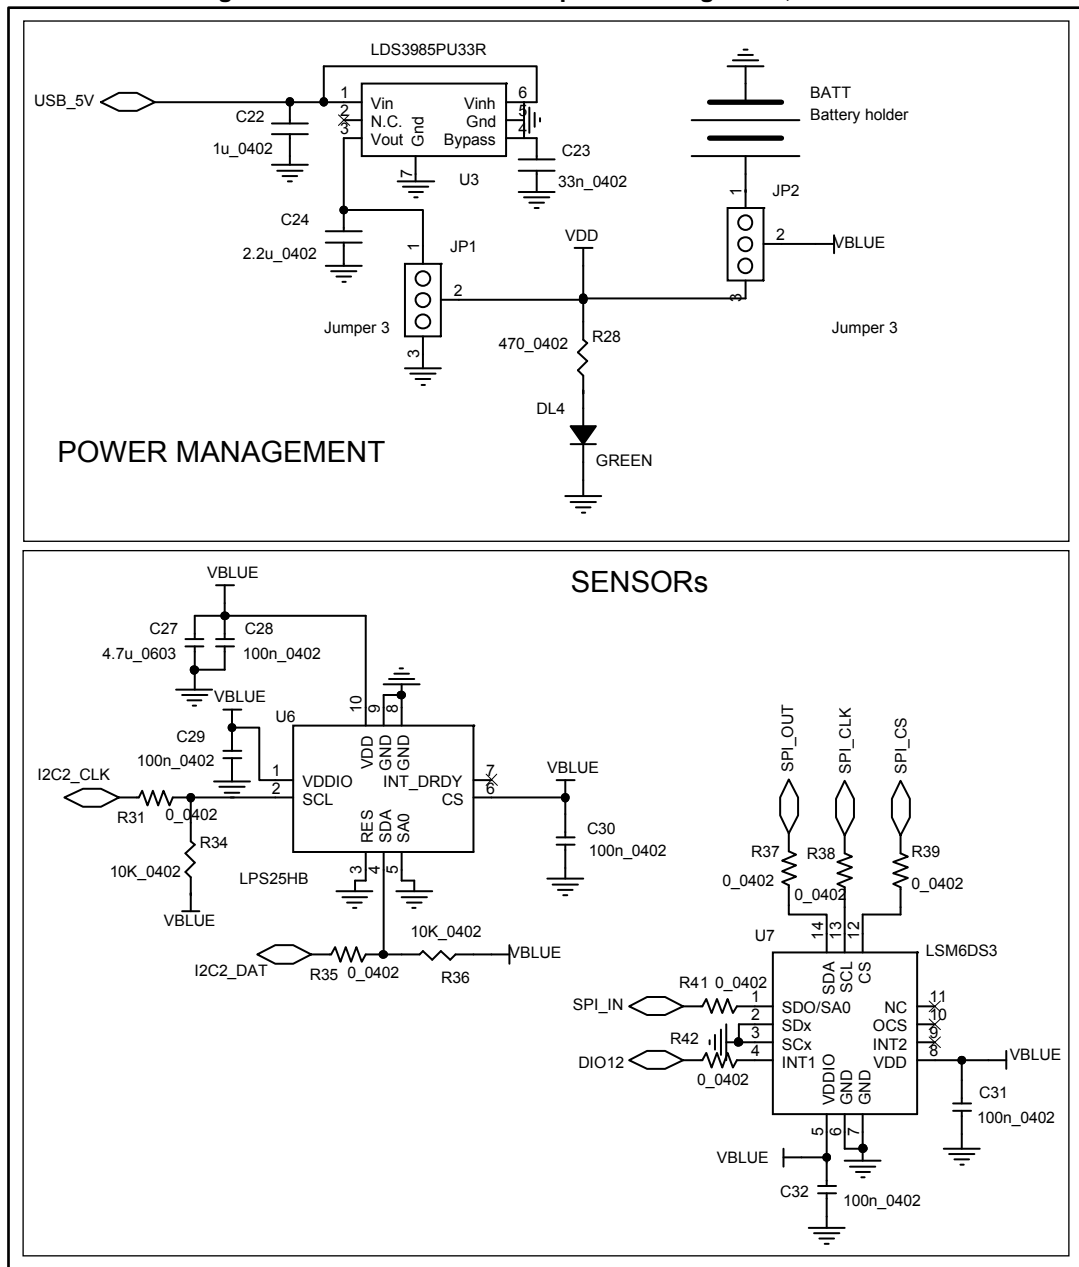 LDS3985PU33R
USB_5V
C22
1u_0402
1
2
3
Vin
N.C.
Vout
Gnd
Vinh
Gnd
Bypass
6
5
4
7
U3
C23
33n_0402
BATT
Battery holder
C24
2.2u_0402
1
JP1
2
3
Jumper 3
VDD
1
JP2
2
VBLUE
3
Jumper 3
470_0402
R28
DL4
GREEN
POWER MANAGEMENT
SENSORs
VBLUE
C27
4.7u_0603
C28
100n_0402
VBLUE
U6
10
9
8
C29
100n_0402
I2C2_CLK
1
2
VDDIO
SCL
VDD
GND
GND
INT_DRDY
CS
7
6
VBLUE
R31
0_0402
R34
10K_0402
VBLUE
RES
SDA
SA0
3
4
5
LPS25HB
C30
100n_0402
10K_0402
I2C2_DAT
R35
0_0402
R36
VBLUE
SPI_OUT
SPI_CLK
SPI_CS
R37
0_0402
R38
0_0402
R39
0_0402
U7
14
13
12
LSM6DS3
SDA
SCL
CS
SPI_IN
R41
0_0402
1
2
3
4
SDO/SA0
SDx
SCx
INT1
NC
OCS
INT2
VDD
11
10
9
8
R42
DIO12
0_0402
VDDIO
GND
GND
VBLUE
C31
100n_0402
5
6
7
VBLUE
C32
100n_0402